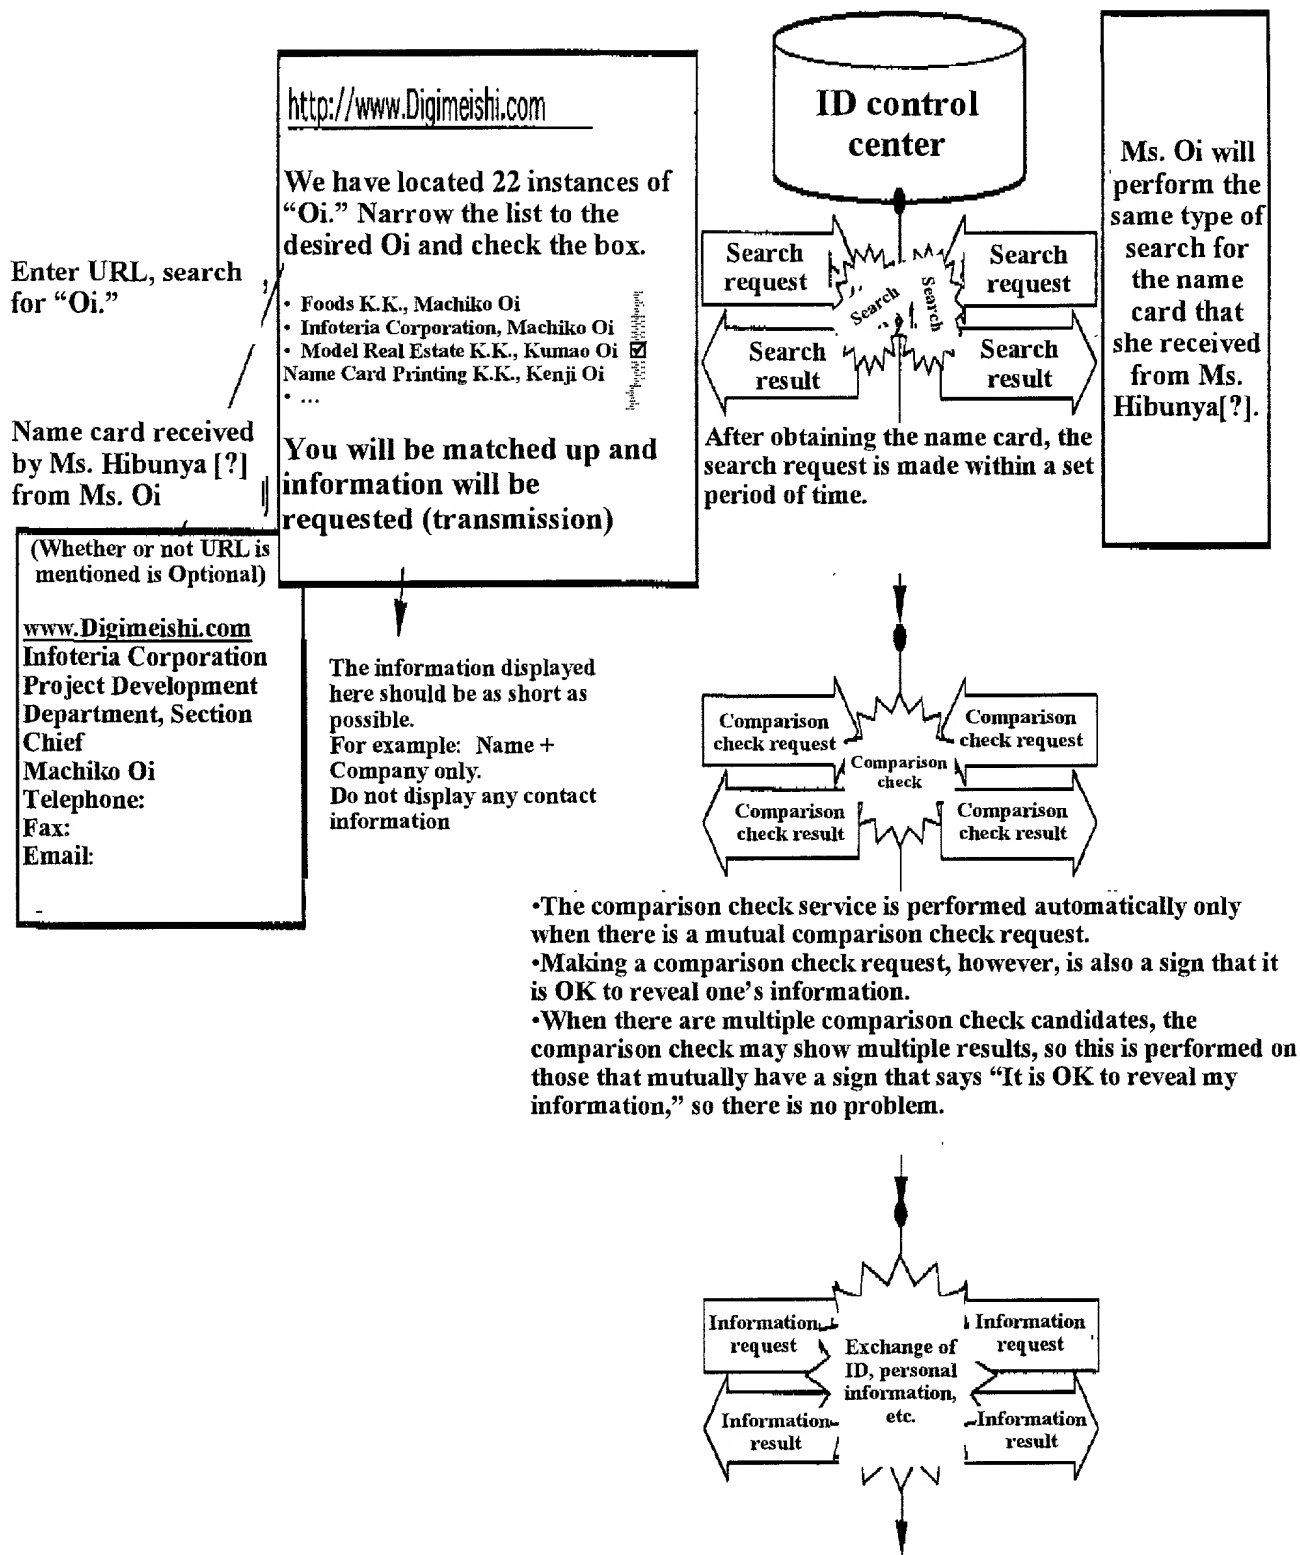 ID control
center
http://www.Digimeishi.com
We have located 22 instances of
“Oi.” Narrow the list to the
desired Oi and check the box.
• Foods K.K., Machiko Oi
• Infoteria Corporation, Machiko Oi
• Model Real Estate K.K., Kumao Oi
Name Card Printing K.K., Kenji Oi
• ...
You will be matched up and
information will be
requested (transmission)
Enter URL, search
for “Oi.”
Name card received
by Ms. Hibunya [?]
from Ms. Oi
(Whether or not URL is
mentioned is Optional)
www.Digimeishi.com
Infoteria Corporation
Project Development
Department, Section
Chief
Machiko Oi
Telephone:
Fax:
Email:
The information displayed
here should be as short as
possible.
For example: Name +
Company only.
Do not display any contact
information
Search
request
Search
Search
Search
request
Search
result
Search
result
Ms. Oi will
perform the
same type of
search for
the name
card that
she received
from Ms.
Hibunya[?].
After obtaining the name card, the
search request is made within a set
period of time.
Comparison
check request
Comparison
check
Comparison
check request
Comparison
check result
Comparison
check result
•The comparison check service is performed automatically only
when there is a mutual comparison check request.
•Making a comparison check request, however, is also a sign that it
is OK to reveal one’s information.
•When there are multiple comparison check candidates, the
comparison check may show multiple results, so this is performed on
those that mutually have a sign that says “It is OK to reveal my
information,” so there is no problem.
Information
request
Exchange of
ID, personal
information,
etc.
Information
request
Information
result
Information
result